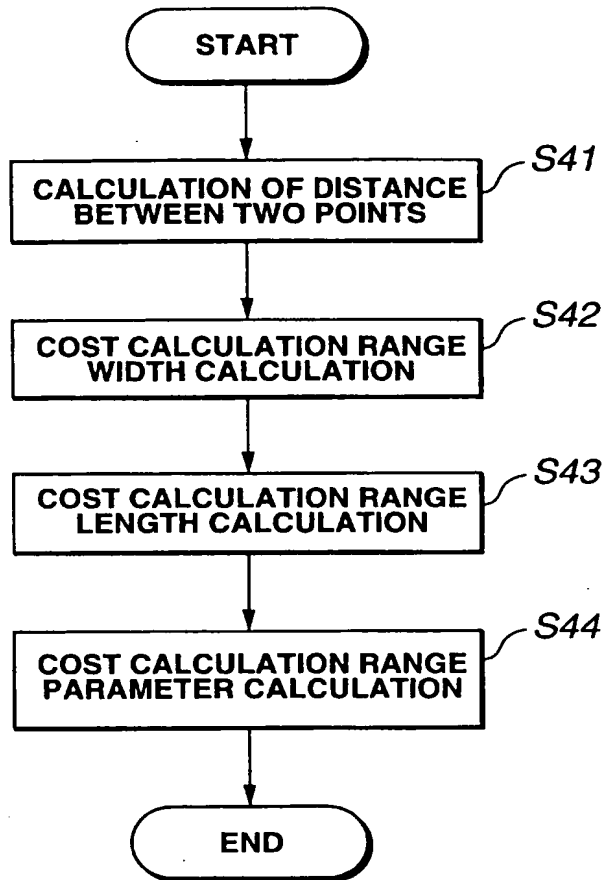 START
S41
CALCULATION OF DISTANCE
BETWEEN TWO POINTS
S42
COST CALCULATION RANGE
WIDTH CALCULATION
S43
COST CALCULATION RANGE
LENGTH CALCULATION
S44
COST CALCULATION RANGE
PARAMETER CALCULATION
END